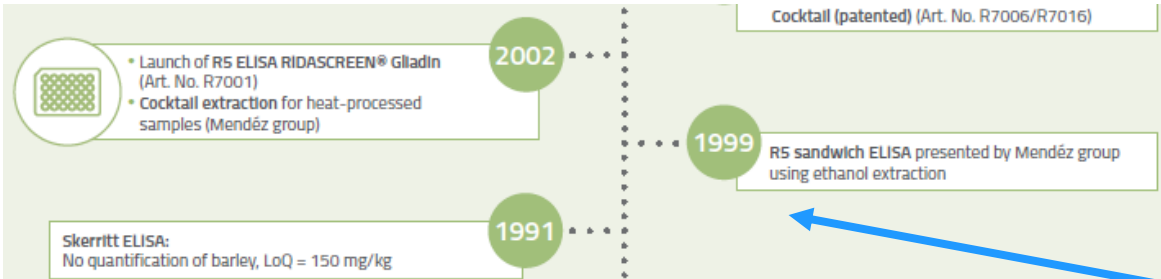 Cocktail (patented) (Art. No. R7006/R7016)
2002
• Launch of R5 ELISA RIDASCREEN® Gliadin
(Art. No. R7001)
• Cocktail extraction for heat-processed
samples (Mendéz group)
1999
R5 sandwich ELISA presented by Mendéz group
using ethanol extraction
1991
Skerritt ELISA:
No quantification of barley, LoQ = 150 mg/kg